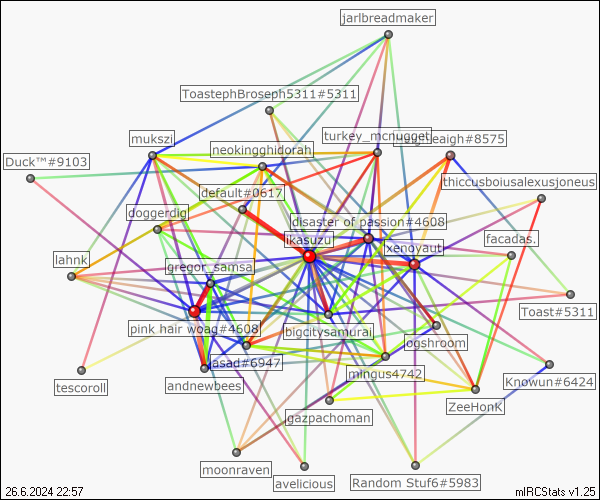 jarlbreadmaker
ToastephBroseph5311#5311
mukszi
turkey_mcnugget
leigh#8575
neokingghidorah
Duck™#9103
default#0617
thiccusboiusalexusjoneus
doggerdig
disaster of passion#4608
ikasuzu
facadas.
xenoyaut
lahnk
gregor_samsa
Toast#5311
pink hair woag#4608
bigcitysamurai
ogshroom
asad#6947
mingus4742
tescoroll
andnewbees
Knowun#6424
ZeeHonK
gazpachoman
moonraven
avelicious
Random Stuf6#5983
26.6.2024 22:57
mIRCStats v1.25